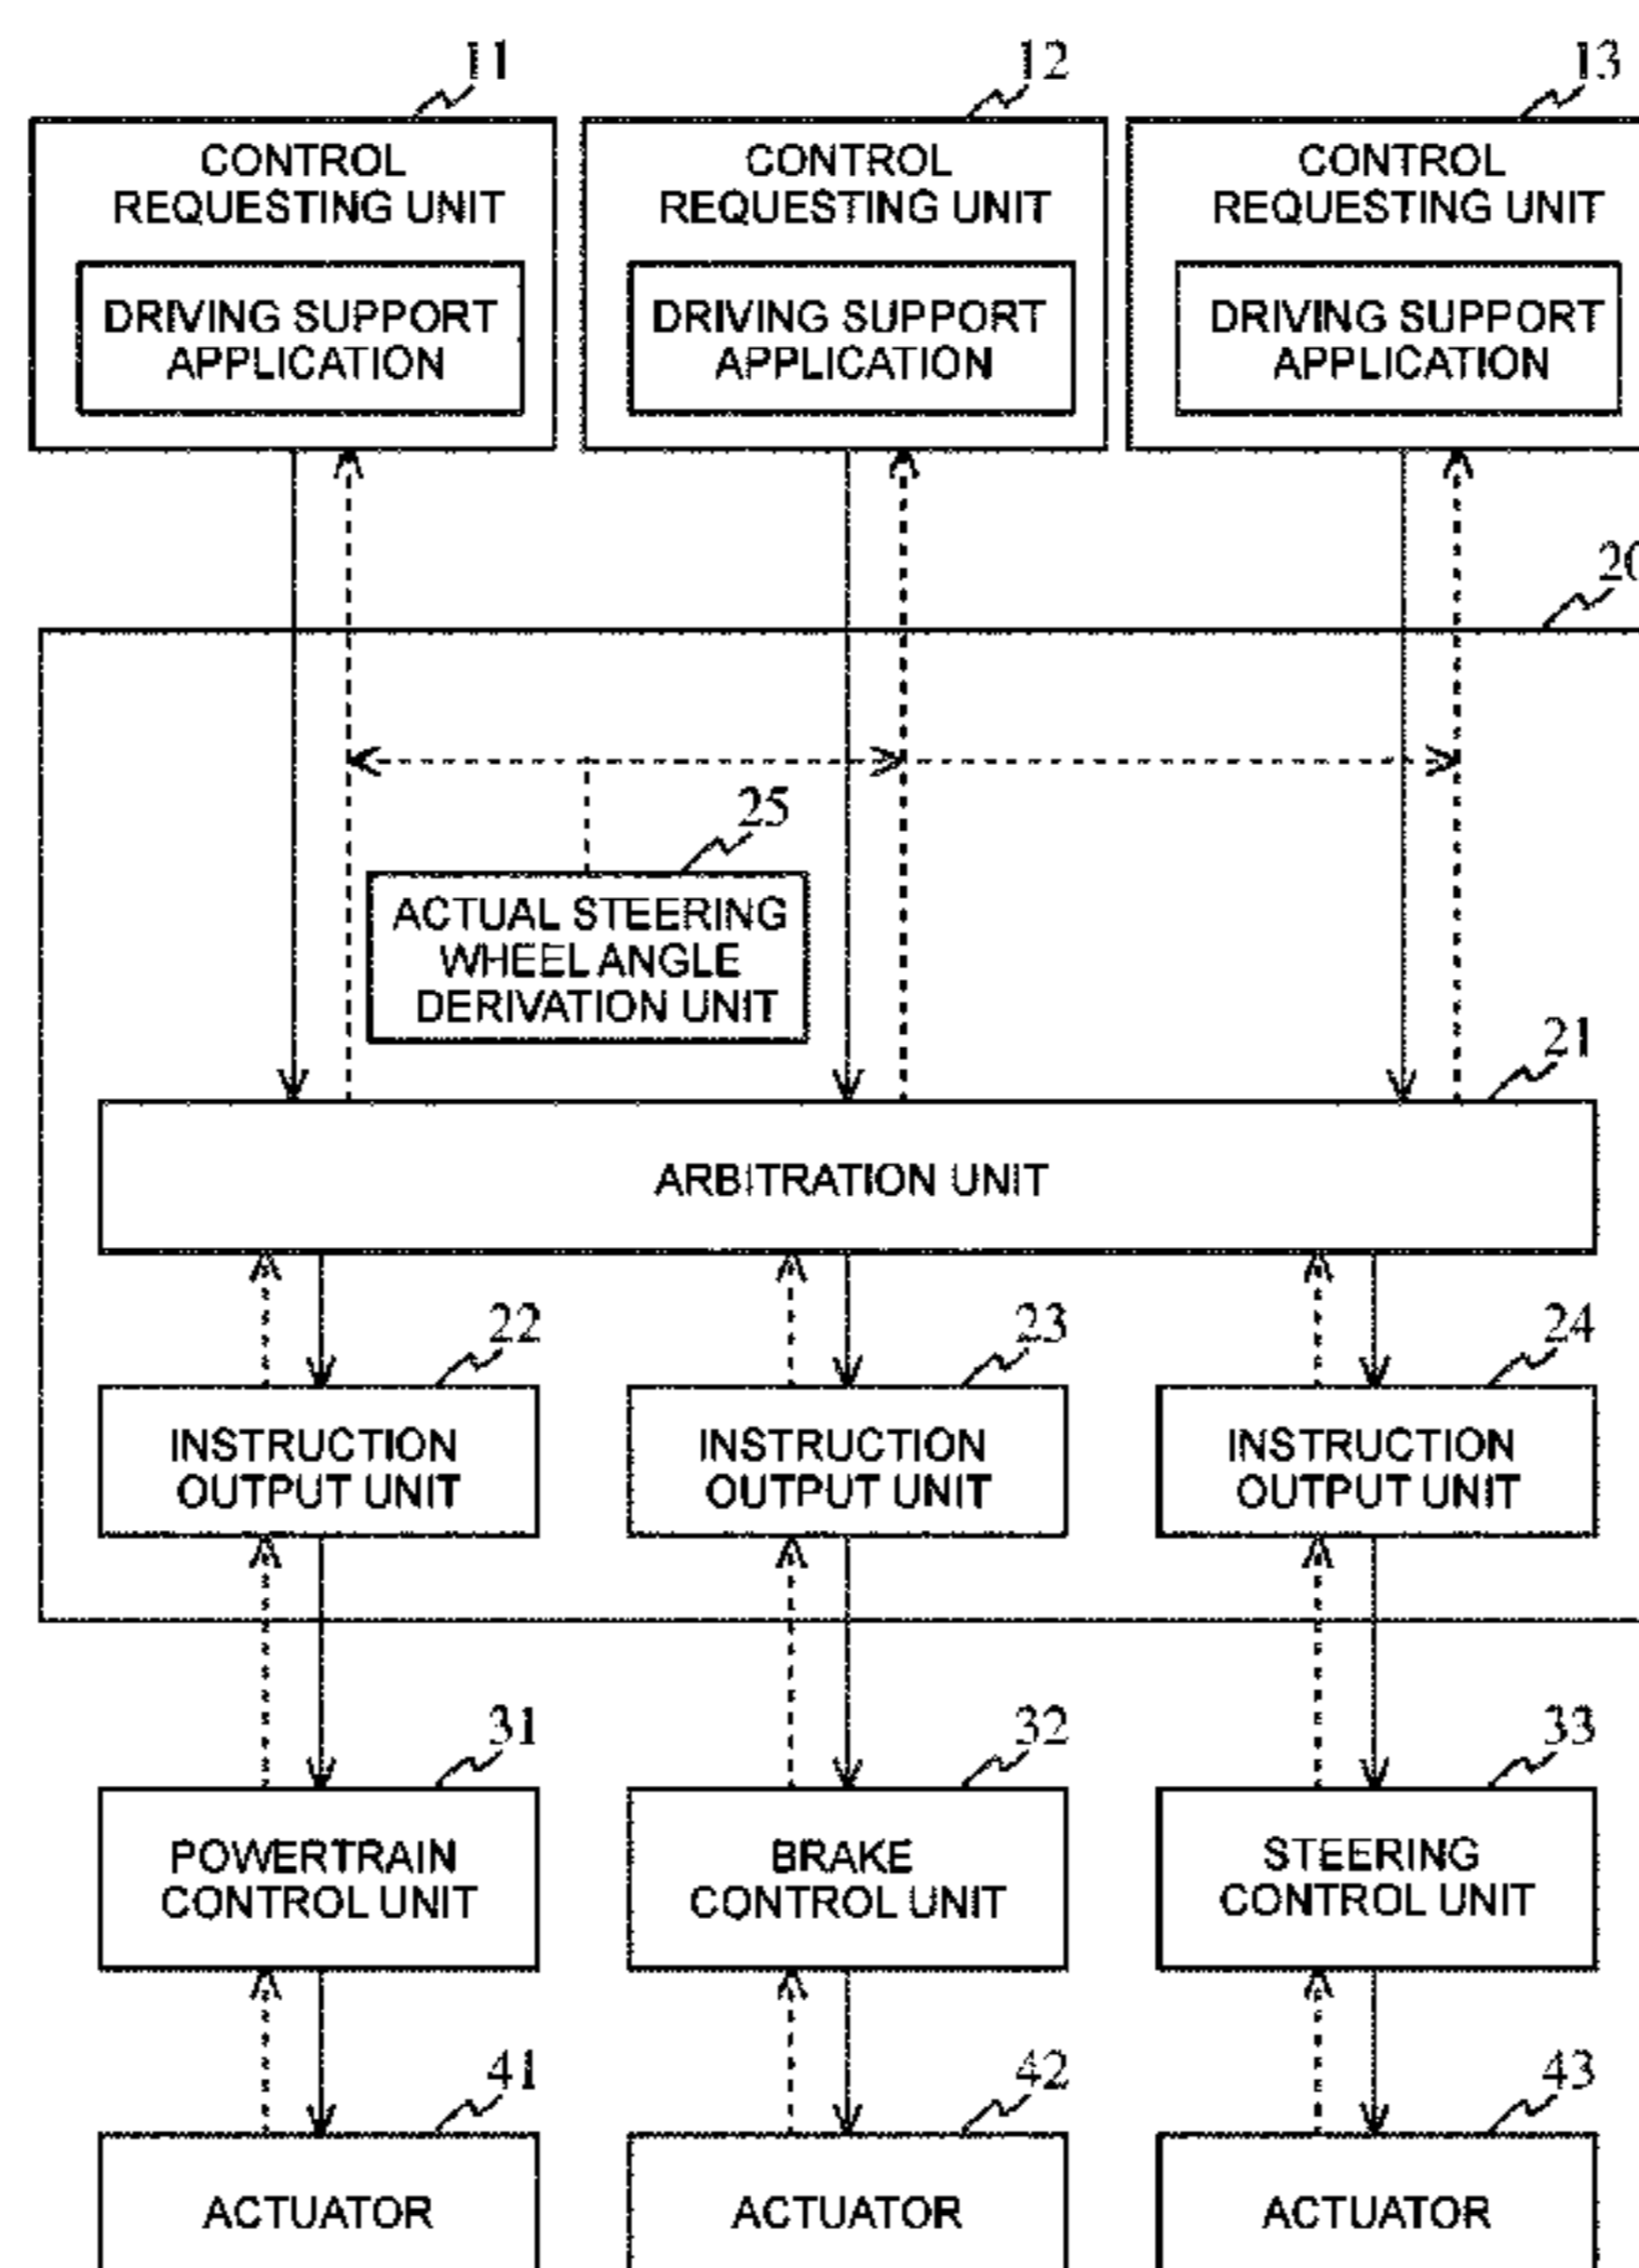 11
12
13
CONTROL
REQUESTING UNIT
CONTROL
REQUESTING UNIT
CONTROL
REQUESTING UNIT
DRIVING SUPPORT
APPLICATION
DRIVING SUPPORT
APPLICATION
DRIVING SUPPORT
APPLICATION
20
25
ACTUAL STEERING
WHEEL ANGLE
DERIVATION UNIT
21
ARBITRATION UNIT
22
23
24
INSTRUCTION
OUTPUT UNIT
INSTRUCTION
OUTPUT UNIT
INSTRUCTION
OUTPUT UNIT
31
32
33
POWERTRAIN
CONTROL UNIT
BRAKE
CONTROL UNIT
STEERING
CONTROL UNIT
41
42
43
ACTUATOR
ACTUATOR
ACTUATOR